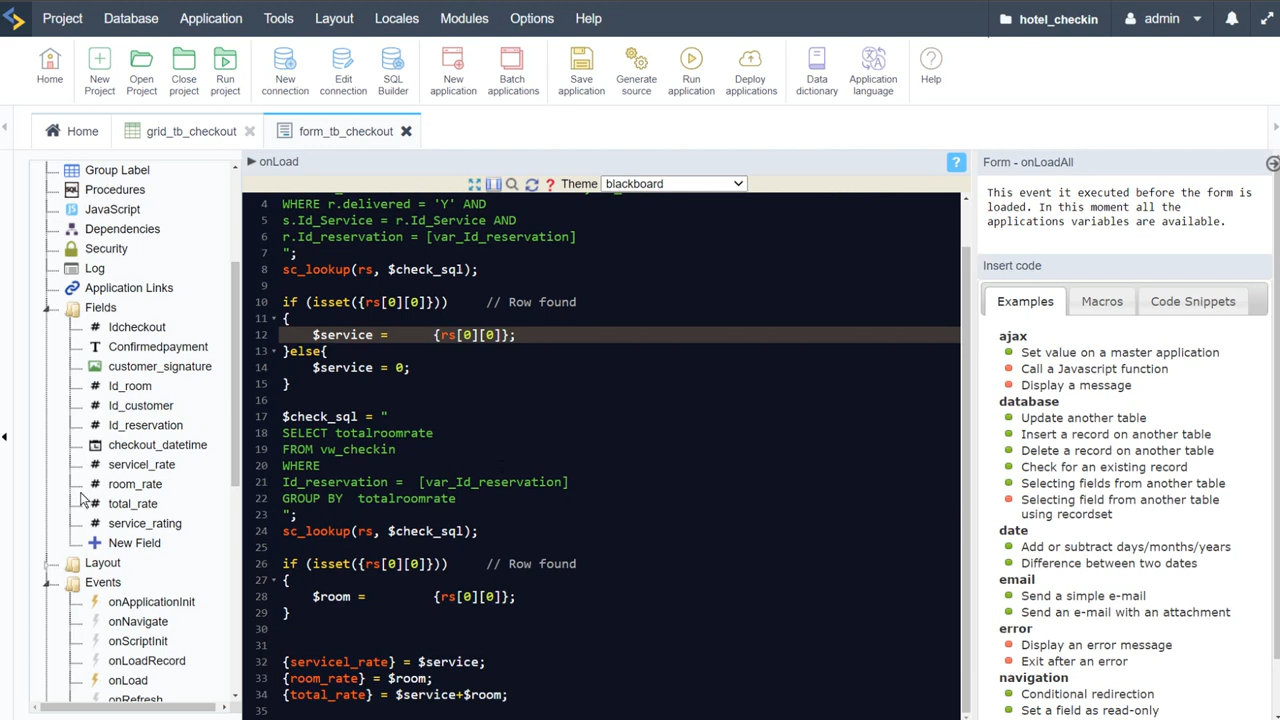 Project Database Application Tools Layout Locales Modules Options Help hotel_checkin admin
Home New Project Open Project Close project Run project New connection Edit connection SQL Builder New application Batch applications Save application Generate source Run application Deploy applications Data dictionary Application language Help
Home grid_tb_checkout form_tb_checkout
Group Label
Procedures
JavaScript
Dependencies
Security
Log
Application Links
Fields
Idcheckout
Confirmedpayment
customer_signature
Id_room
Id_customer
Id_reservation
checkout_datetime
servicel_rate
room_rate
total_rate
service_rating
New Field
Layout
Events
onApplicationInit
onNavigate
onScriptInit
onLoadRecord
onLoad
onRefresh
onLoad
?
? Theme blackboard
4 WHERE r.delivered = 'Y' AND
5 s.Id_Service = r.Id_Service AND
6 r.Id_reservation = [var_Id_reservation]
7 ";
8 sc_lookup(rs, $check_sql);
9
10 if (isset({rs[0][0]})) // Row found
11 {
12 $service = {rs[0][0]};
13 }else{
14 $service = 0;
15 }
16
17 $check_sql = "
18 SELECT totalroomrate
19 FROM vw_checkin
20 WHERE
21 Id_reservation = [var_Id_reservation]
22 GROUP BY totalroomrate
23 ";
24 sc_lookup(rs, $check_sql);
25
26 if (isset({rs[0][0]})) // Row found
27 {
28 $room = {rs[0][0]};
29 }
30
31
32 {servicel_rate} = $service;
33 {room_rate} = $room;
34 {total_rate} = $service+$room;
35
Form - onLoadAll
This event it executed before the form is
loaded. In this moment all the
applications variables are available.
Insert code
Examples Macros Code Snippets
ajax
Set value on a master application
Call a Javascript function
Display a message
database
Update another table
Insert a record on another table
Delete a record on another table
Check for an existing record
Selecting fields from another table
Selecting field from another table
using recordset
date
Add or subtract days/months/years
Difference between two dates
email
Send a simple e-mail
Send an e-mail with an attachment
error
Display an error message
Exit after an error
navigation
Conditional redirection
Set a field as read-only